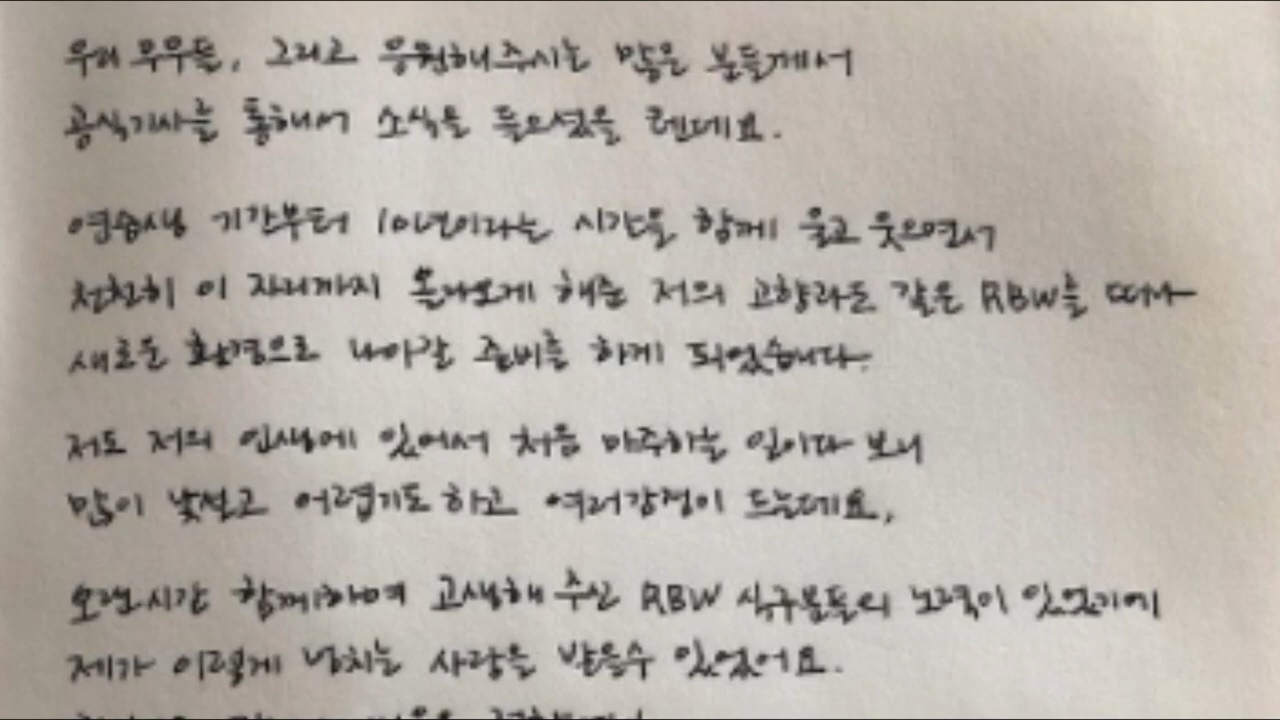 우리 무무들, 그리고 응원해주시는 많은 분들께서
공식기사를 통해서 소식을 들으셨을 텐데요.
연습생 기간부터 10년이라는 시간을 함께 울고 웃으면서
천천히 이 자리까지 올라오게 해준 저의 고향과도 같은 RBW를 떠나
새로운 환경으로 나아갈 준비를 하게 되었습니다.
저도 저의 인생에 있어서 처음 마주하는 일이다 보니
많이 낯설고 어렵기도 하고 여러감정이 드는데요,
오랜시간 함께하며 고생해 주신 RBW 식구분들의 노력이 있었기에
제가 이렇게 넘치는 사랑을 받을수 있었어요.